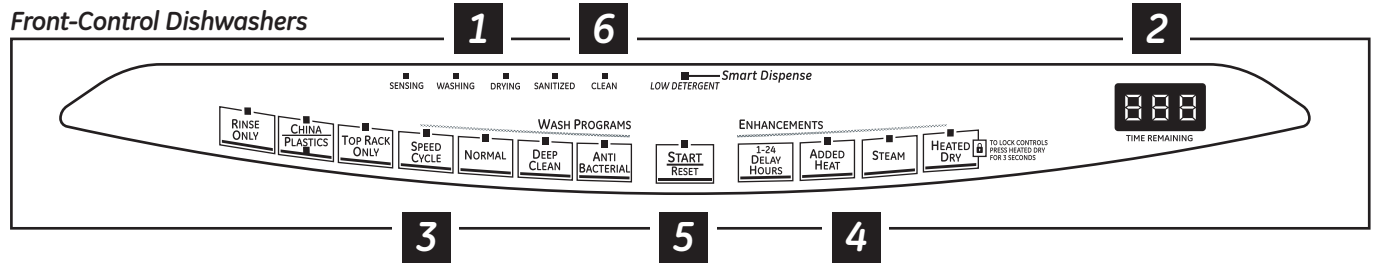 Front-Control Dishwashers
1
6
2
SENSING WASHING DRYING SANITIZED CLEAN LOW DETERGENT Smart Dispense
888
TIME REMAINING
WASH PROGRAMS
ENHANCEMENTS
RINSE
ONLY
CHINA
PLASTICS
TOP RACK
ONLY
SPEED
CYCLE
NORMAL
DEEP
CLEAN
ANTI
BACTERIAL
START
RESET
1-24
DELAY
HOURS
ADDED
HEAT
STEAM
HEATED
DRY
TO LOCK CONTROLS
PRESS HEATED DRY
FOR 3 SECONDS
3
5
4